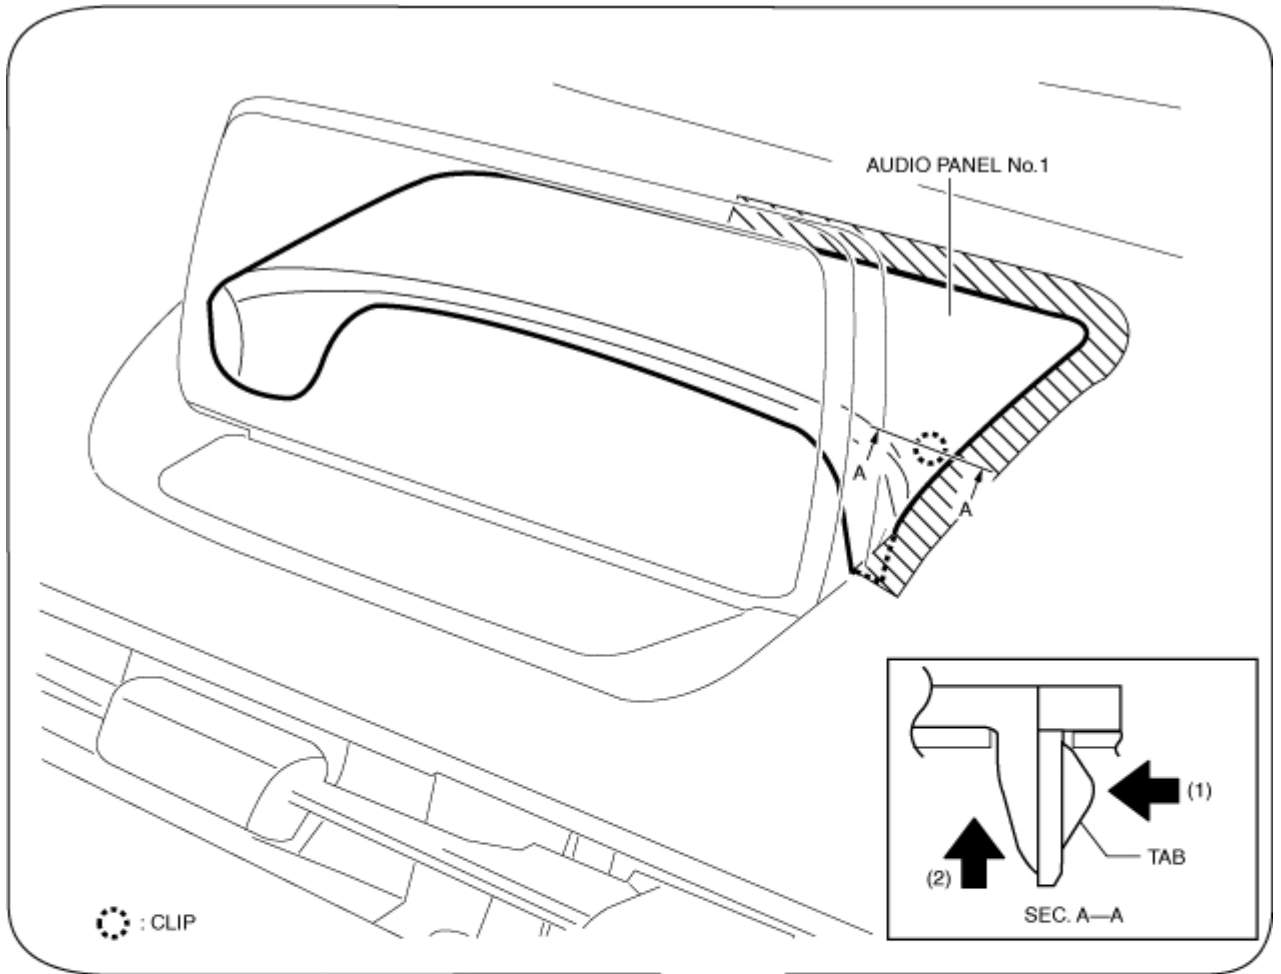 AUDIO PANEL No.1
A
A
(1)
TAB
(2)
SEC. A—A
: CLIP